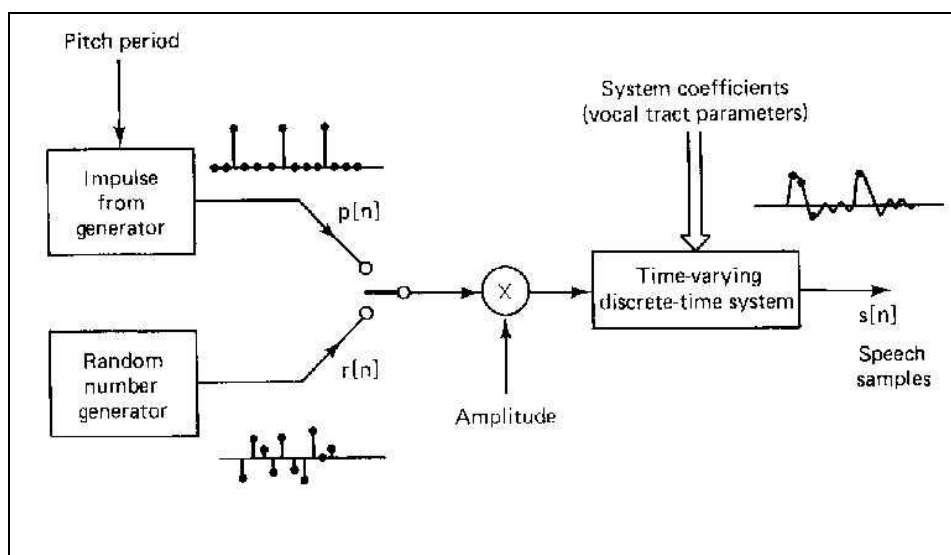 Pitch period
Impulse
from
generator
p[n]
Random
number
generator
r[n]
X
Amplitude
System coefficients
(vocal tract parameters)
Time-varying
discrete-time system
s[n]
Speech
samples